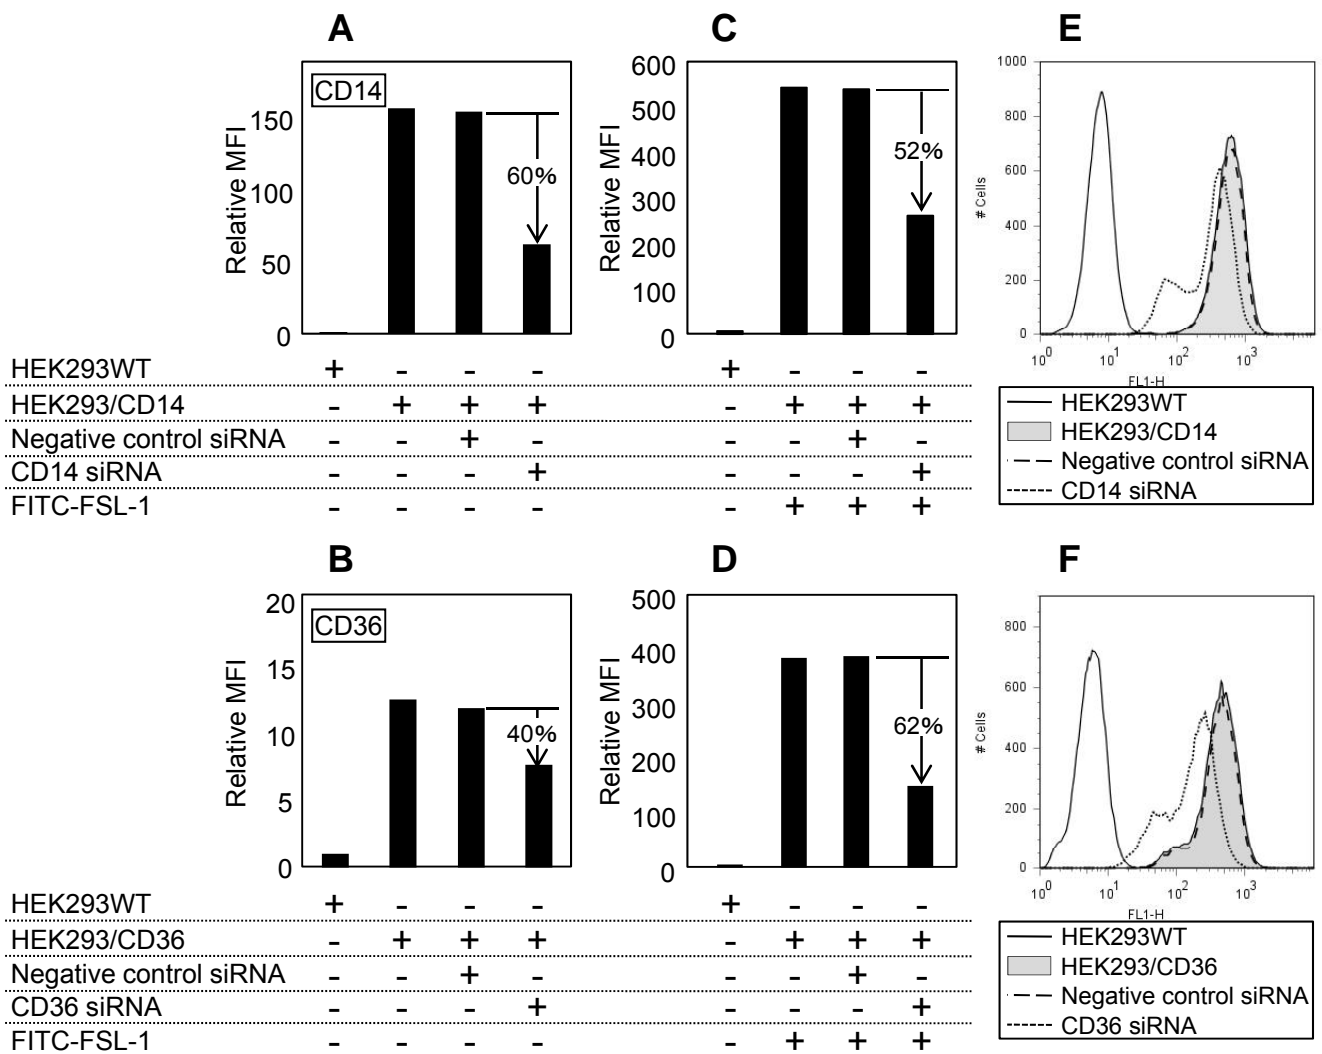 A
CD14
Relative MFI
150
100
50
0
60%
C
Relative MFI
600
500
400
300
200
100
0
52%
E
# Cells
1000
800
600
400
200
0
10^0 10^1 10^2 10^3
FL1-H
HEK293WT + - - - + - - -
HEK293/CD14 - + + + - + + +
Negative control siRNA - - + - - - + -
CD14 siRNA - - - + - - - +
FITC-FSL-1 - - - - - + + +
HEK293WT
HEK293/CD14
Negative control siRNA
CD14 siRNA
B
CD36
Relative MFI
20
15
10
5
0
40%
D
Relative MFI
500
400
300
200
100
0
62%
F
# Cells
800
600
400
200
0
10^0 10^1 10^2 10^3
FL1-H
HEK293WT + - - - + - - -
HEK293/CD36 - + + + - + + +
Negative control siRNA - - + - - - + -
CD36 siRNA - - - + - - - +
FITC-FSL-1 - - - - - + + +
HEK293WT
HEK293/CD36
Negative control siRNA
CD36 siRNA